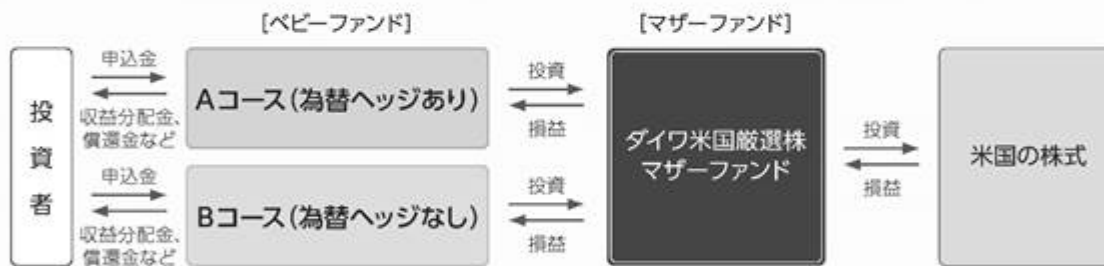 [ベビーファンド]
[マザーファンド]
投資者
申込金
収益分配金、
償還金など
Aコース(為替ヘッジあり)
投資
損益
申込金
収益分配金、
償還金など
Bコース(為替ヘッジなし)
投資
損益
ダイワ米国厳選株
マザーファンド
投資
損益
米国の株式